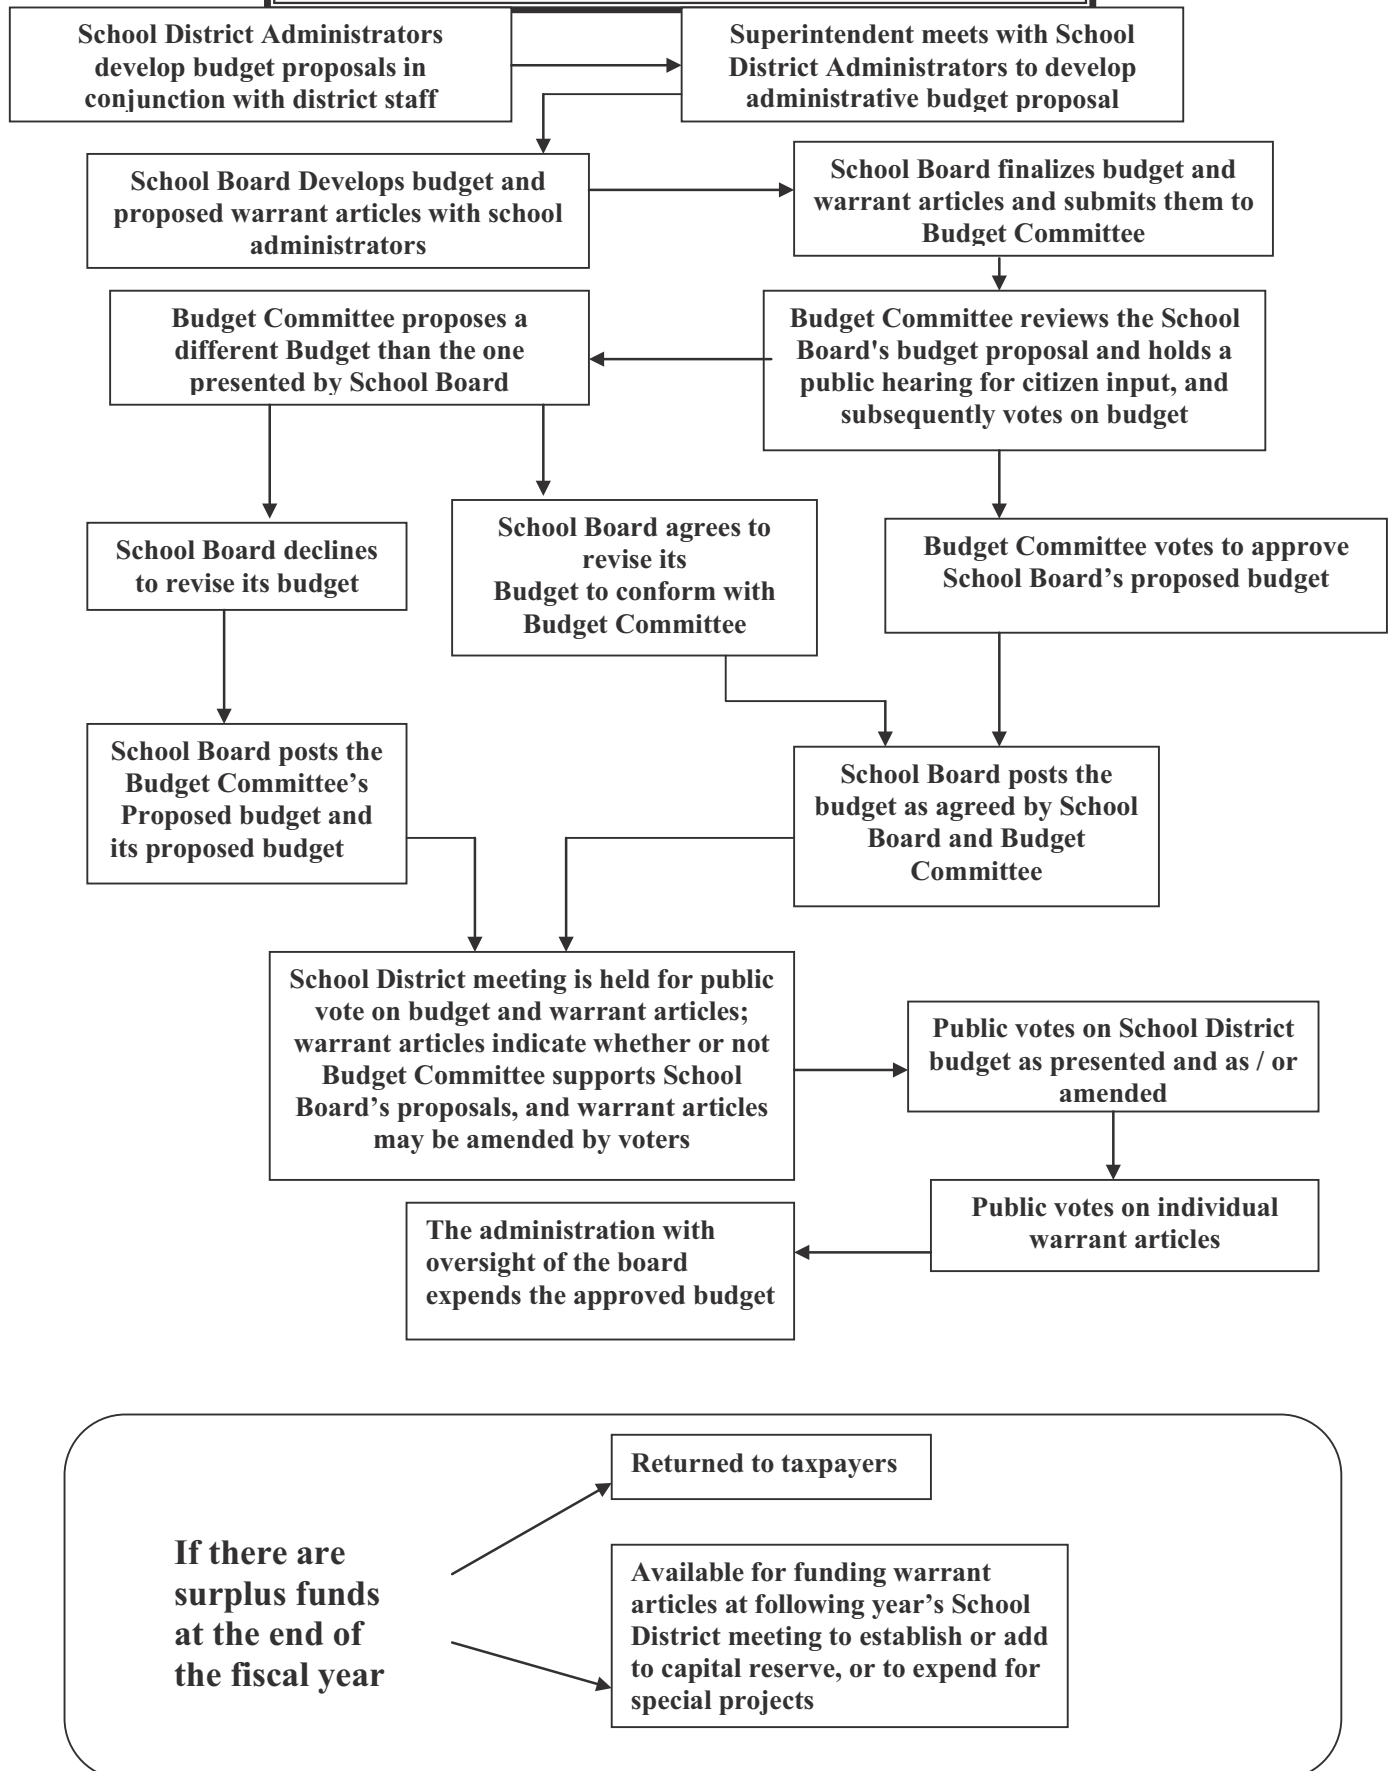 School District Administrators
develop budget proposals in
conjunction with district staff
Superintendent meets with School
District Administrators to develop
administrative budget proposal
School Board Develops budget and
proposed warrant articles with school
administrators
School Board finalizes budget and
warrant articles and submits them to
Budget Committee
Budget Committee proposes a
different Budget than the one
presented by School Board
Budget Committee reviews the School
Board's budget proposal and holds a
public hearing for citizen input, and
subsequently votes on budget
School Board declines
to revise its budget
School Board agrees to
revise its
Budget to conform with
Budget Committee
Budget Committee votes to approve
School Board’s proposed budget
School Board posts the
Budget Committee’s
Proposed budget and
its proposed budget
School Board posts the
budget as agreed by School
Board and Budget
Committee
School District meeting is held for public
vote on budget and warrant articles;
warrant articles indicate whether or not
Budget Committee supports School
Board’s proposals, and warrant articles
may be amended by voters
Public votes on School District
budget as presented and as / or
amended
Public votes on individual
warrant articles
The administration with
oversight of the board
expends the approved budget
If there are
surplus funds
at the end of
the fiscal year
Returned to taxpayers
Available for funding warrant
articles at following year’s School
District meeting to establish or add
to capital reserve, or to expend for
special projects